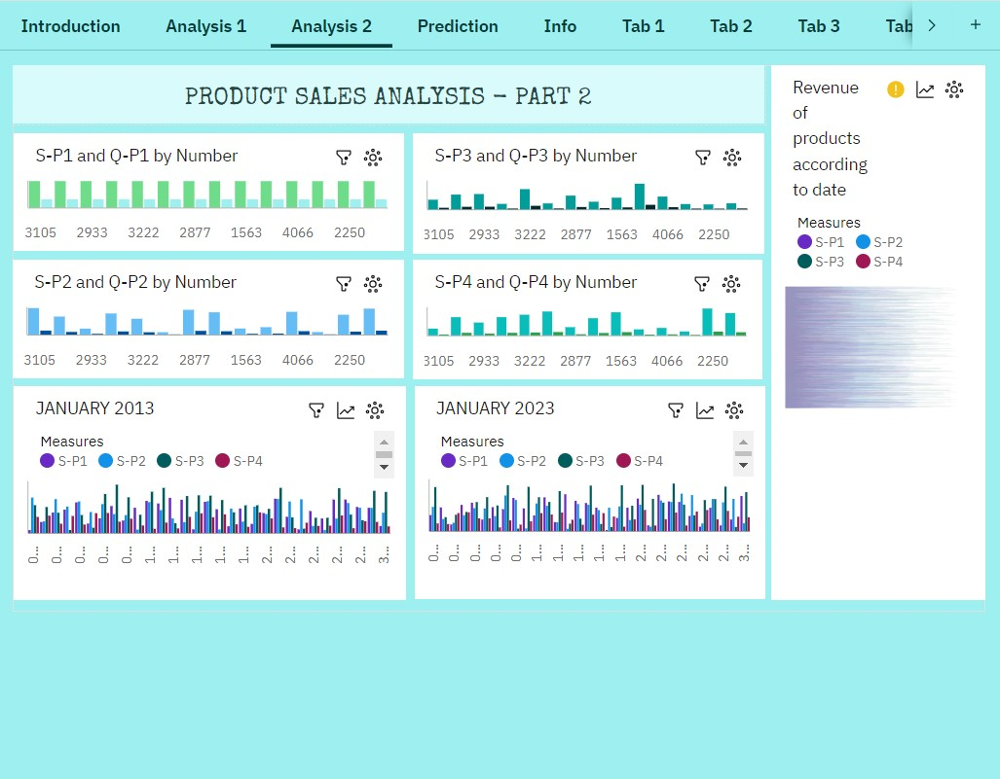 Introduction Analysis 1 Analysis 2 Prediction Info Tab 1 Tab 2 Tab 3 Tab
PRODUCT SALES ANALYSIS - PART 2
S-P1 and Q-P1 by Number
3105 2933 3222 2877 1563 4066 2250
S-P3 and Q-P3 by Number
3105 2933 3222 2877 1563 4066 2250
S-P2 and Q-P2 by Number
3105 2933 3222 2877 1563 4066 2250
S-P4 and Q-P4 by Number
3105 2933 3222 2877 1563 4066 2250
JANUARY 2013
Measures
S-P1 S-P2 S-P3 S-P4
0... 0... 0... 0... 0... 1... 1... 1... 1... 1... 2... 2... 2... 2... 2... 3...
JANUARY 2023
Measures
S-P1 S-P2 S-P3 S-P4
0... 0... 0... 0... 0... 1... 1... 1... 1... 1... 2... 2... 2... 2... 2... 3...
Revenue
of
products
according
to date
Measures
S-P1 S-P2
S-P3 S-P4